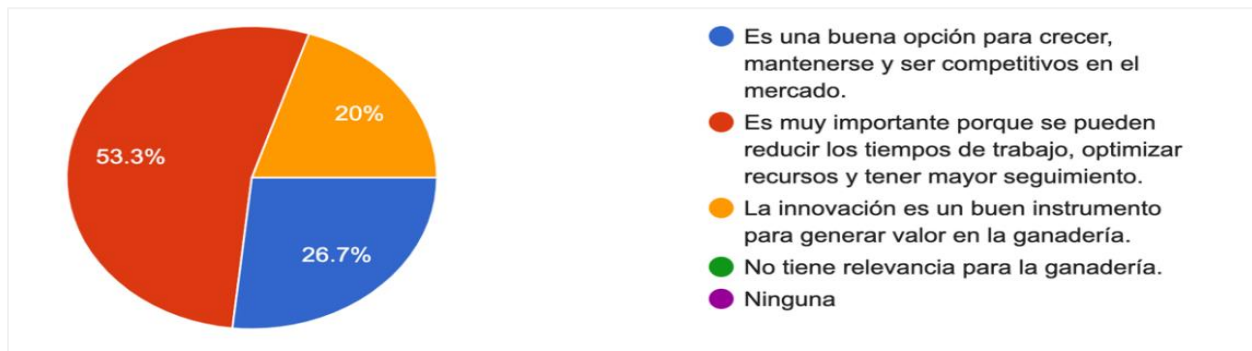 53.3%
20%
26.7%
Es una buena opción para crecer,
mantenerse y ser competitivos en el
mercado.
Es muy importante porque se pueden
reducir los tiempos de trabajo, optimizar
recursos y tener mayor seguimiento.
La innovación es un buen instrumento
para generar valor en la ganadería.
No tiene relevancia para la ganadería.
Ninguna